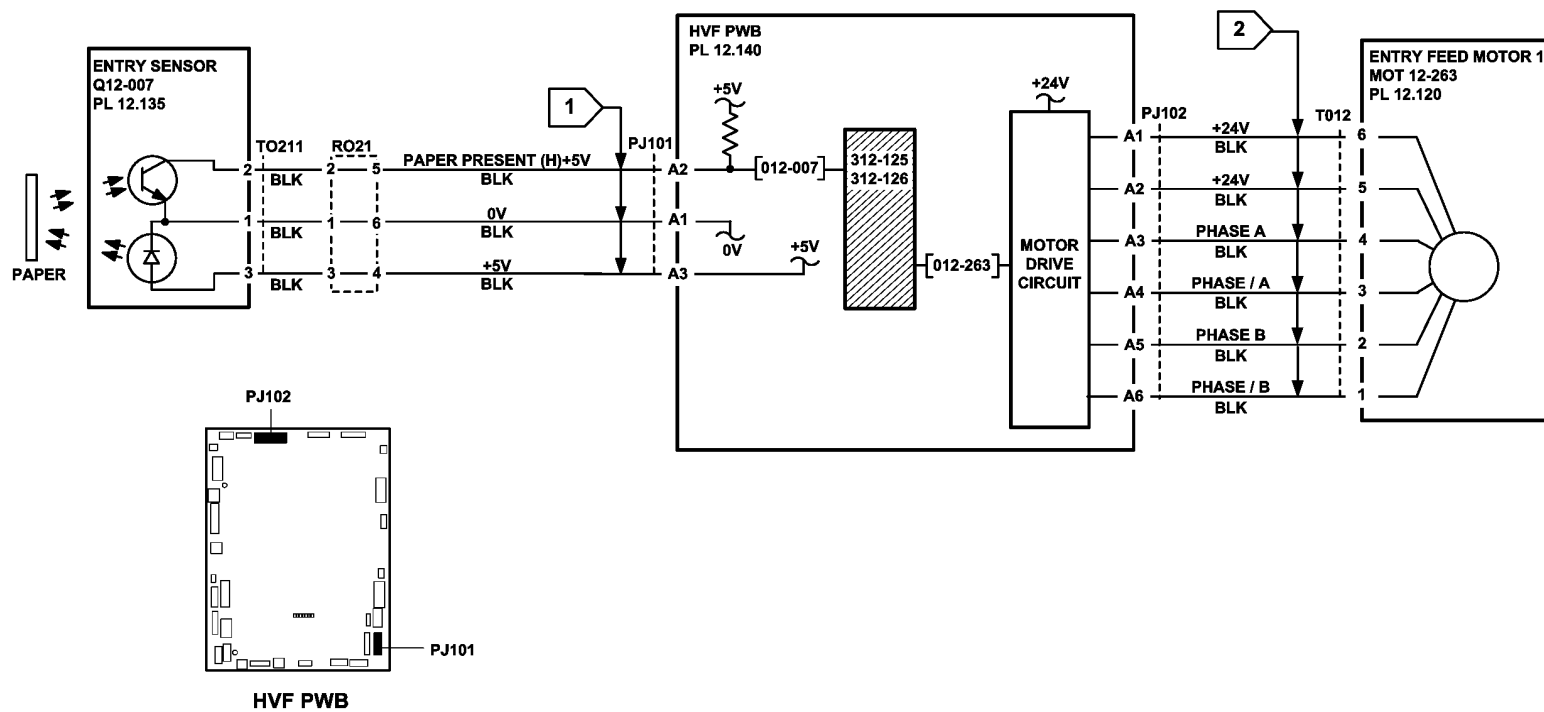 ENTRY SENSOR
Q12-007
PL 12.135
PAPER
2
1
3
TO211
BLK
BLK
BLK
RO21
2 5
1 6
3 4
1
PAPER PRESENT (H)+5V
BLK
0V
BLK
+5V
BLK
PJ101
A2
A1
A3
HVF PWB
PL 12.140
+5V
[012-007]
0V
+5V
312-125
312-126
[012-263]
+24V
MOTOR
DRIVE
CIRCUIT
A1
A2
A3
A4
A5
A6
PJ102
2
+24V
BLK
+24V
BLK
PHASE A
BLK
PHASE / A
BLK
PHASE B
BLK
PHASE / B
BLK
T012
6
5
4
3
2
1
ENTRY FEED MOTOR 1
MOT 12-263
PL 12.120
PJ102
PJ101
HVF PWB